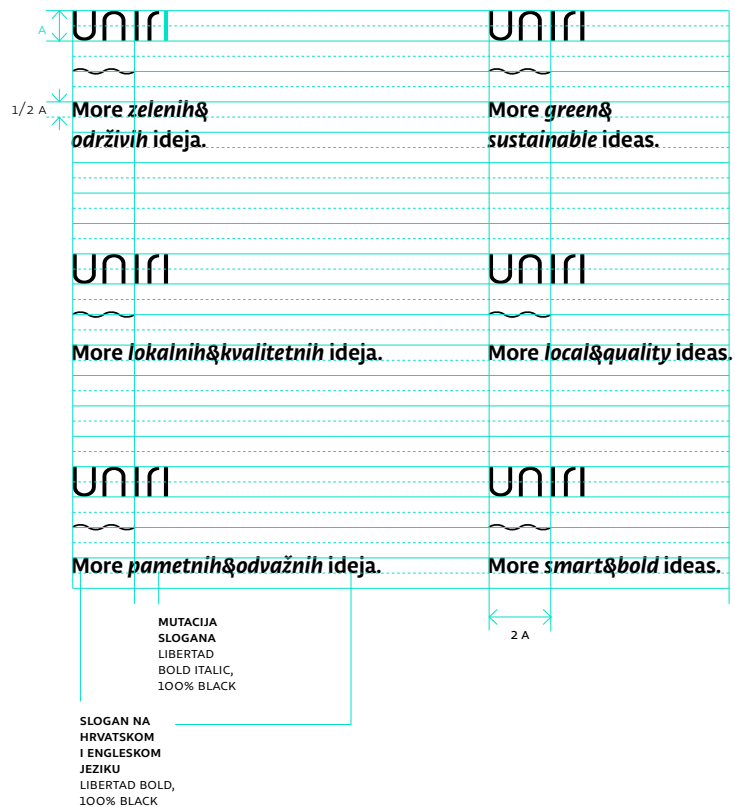 UNIRI
UNIRI
A
1/2 A
More zelenih&
održivih ideja.
More green&
sustainable ideas.
UNIRI
UNIRI
More lokalnih&kvalitetnih ideja.
More local&quality ideas.
UNIRI
UNIRI
More pametnih&odvažnih ideja.
More smart&bold ideas.
2 A
MUTACIJA
SLOGANA
LIBERTAD
BOLD ITALIC,
100% BLACK
SLOGAN NA
HRVATSKOM
I ENGLESKOM
JEZIKU
LIBERTAD BOLD,
100% BLACK